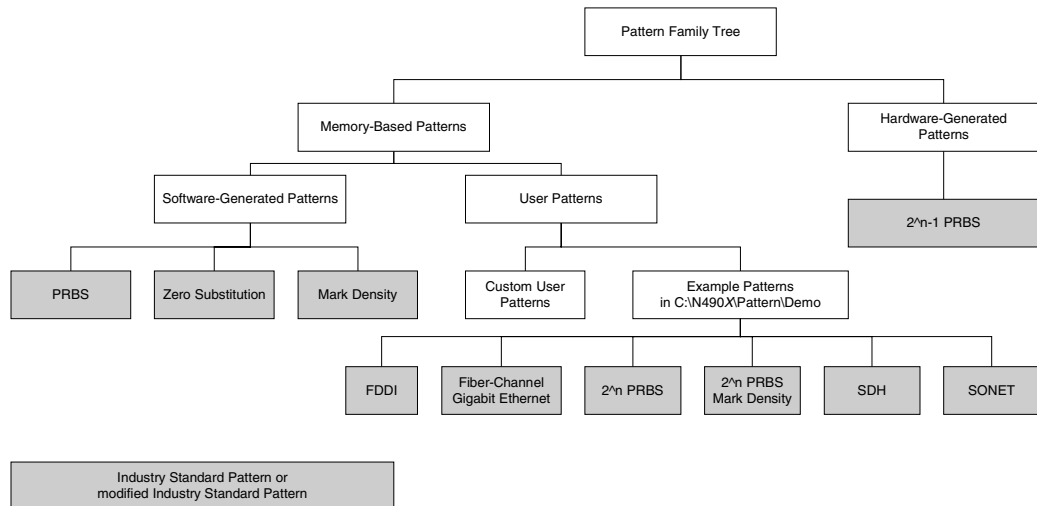 Pattern Family Tree
Memory-Based Patterns
Hardware-Generated
Patterns
Software-Generated Patterns
User Patterns
2^n-1 PRBS
PRBS
Zero Substitution
Mark Density
Custom User
Patterns
Example Patterns
in C:\N490X\Pattern\Demo
FDDI
Fiber-Channel
Gigabit Ethernet
2^n PRBS
2^n PRBS
Mark Density
SDH
SONET
Industry Standard Pattern or
modified Industry Standard Pattern